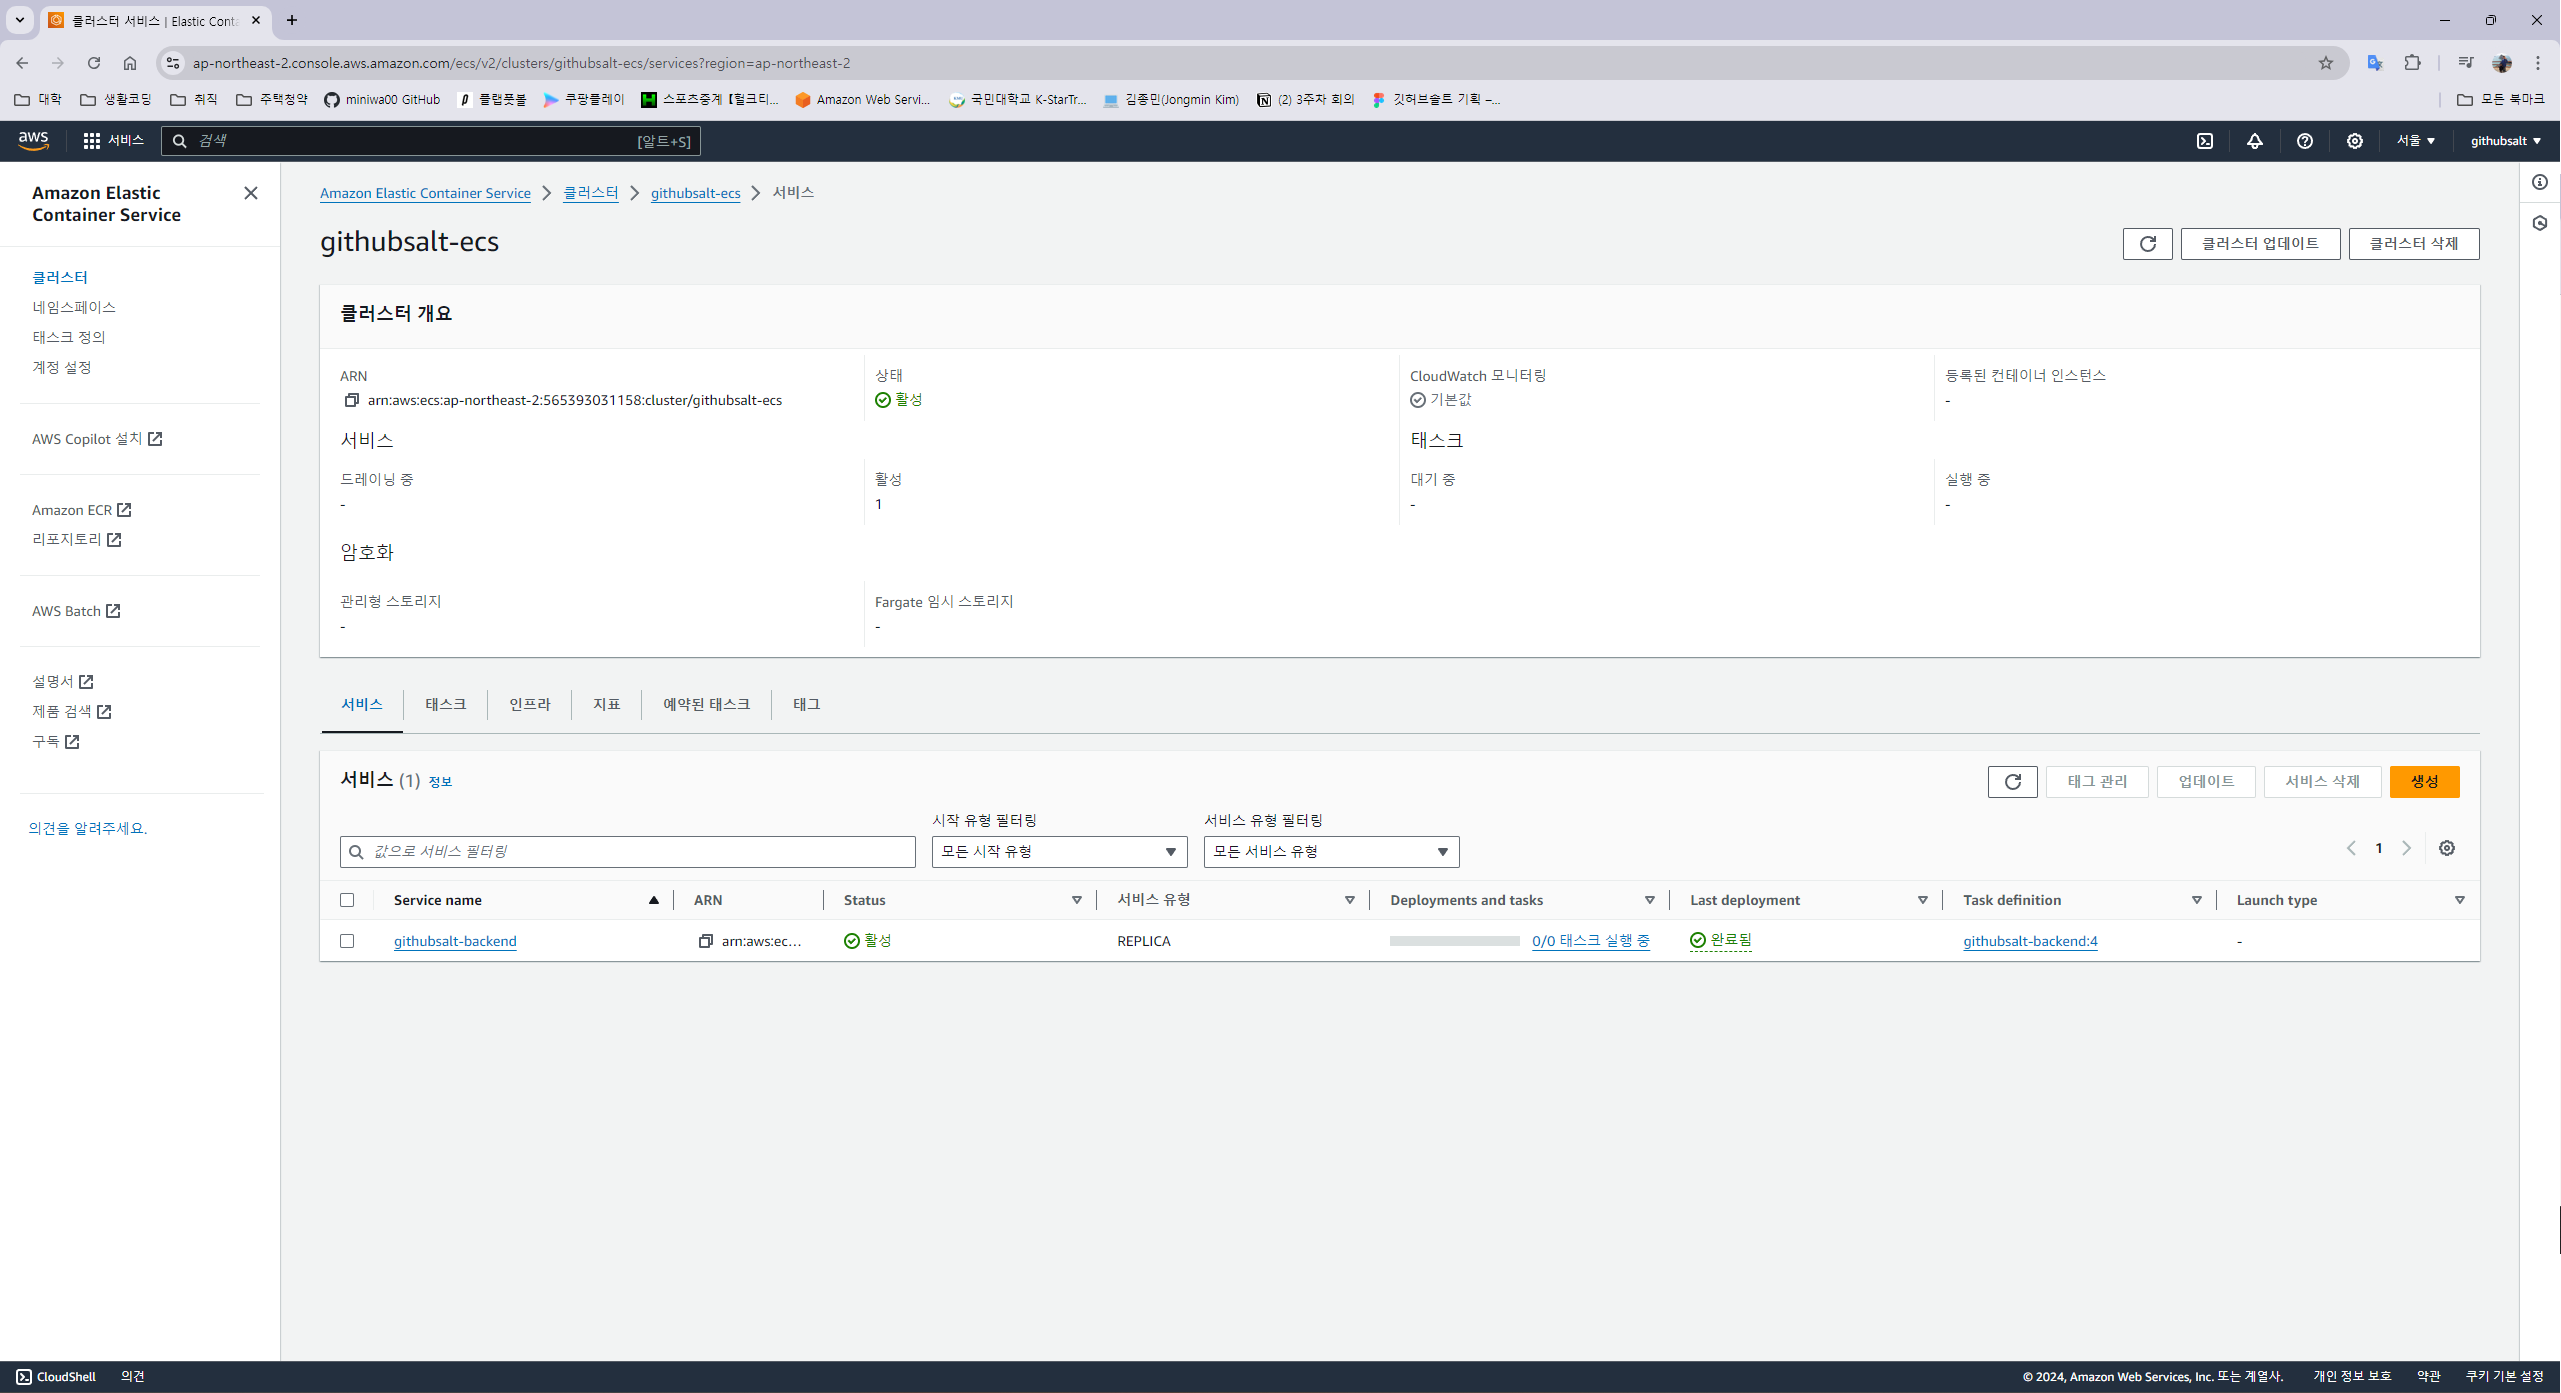 클러스터 서비스 | Elastic Conta
ap-northeast-2.console.aws.amazon.com/ecs/v2/clusters/githubsalt-ecs/services?region=ap-northeast-2
대학 생활코딩 취직 주택청약 miniwa00 GitHub 플랩풋볼 쿠팡플레이 스포츠중계【헐크티... Amazon Web Servi... 국민대학교 K-StarTr... 김종민(Jongmin Kim) (2) 3주차 회의 깃허브솔트 기획 –... 모든 북마크
aws 서비스 검색 [알트+S] 서울 githubsalt
Amazon Elastic Container Service
클러스터
네임스페이스
태스크 정의
계정 설정
AWS Copilot 설치
Amazon ECR
리포지토리
AWS Batch
설명서
제품 검색
구독
의견을 알려주세요.
Amazon Elastic Container Service 클러스터 githubsalt-ecs 서비스
githubsalt-ecs
클러스터 업데이트 클러스터 삭제
클러스터 개요
ARN 상태 CloudWatch 모니터링 등록된 컨테이너 인스턴스
arn:aws:ecs:ap-northeast-2:565393031158:cluster/githubsalt-ecs 활성 기본값 -
서비스 태스크
드레이닝 중 활성 대기 중 실행 중
- 1 - -
암호화
관리형 스토리지 Fargate 임시 스토리지
- -
서비스 태스크 인프라 지표 예약된 태스크 태그
서비스 (1) 정보 태그 관리 업데이트 서비스 삭제 생성
시작 유형 필터링 서비스 유형 필터링
값으로 서비스 필터링 모든 시작 유형 모든 서비스 유형 1
Service name ARN Status 서비스 유형 Deployments and tasks Last deployment Task definition Launch type
githubsalt-backend arn:aws:ec... 활성 REPLICA 0/0 태스크 실행 중 완료됨 githubsalt-backend:4 -
CloudShell 의견 © 2024, Amazon Web Services, Inc. 또는 계열사. 개인 정보 보호 약관 쿠키 기본 설정